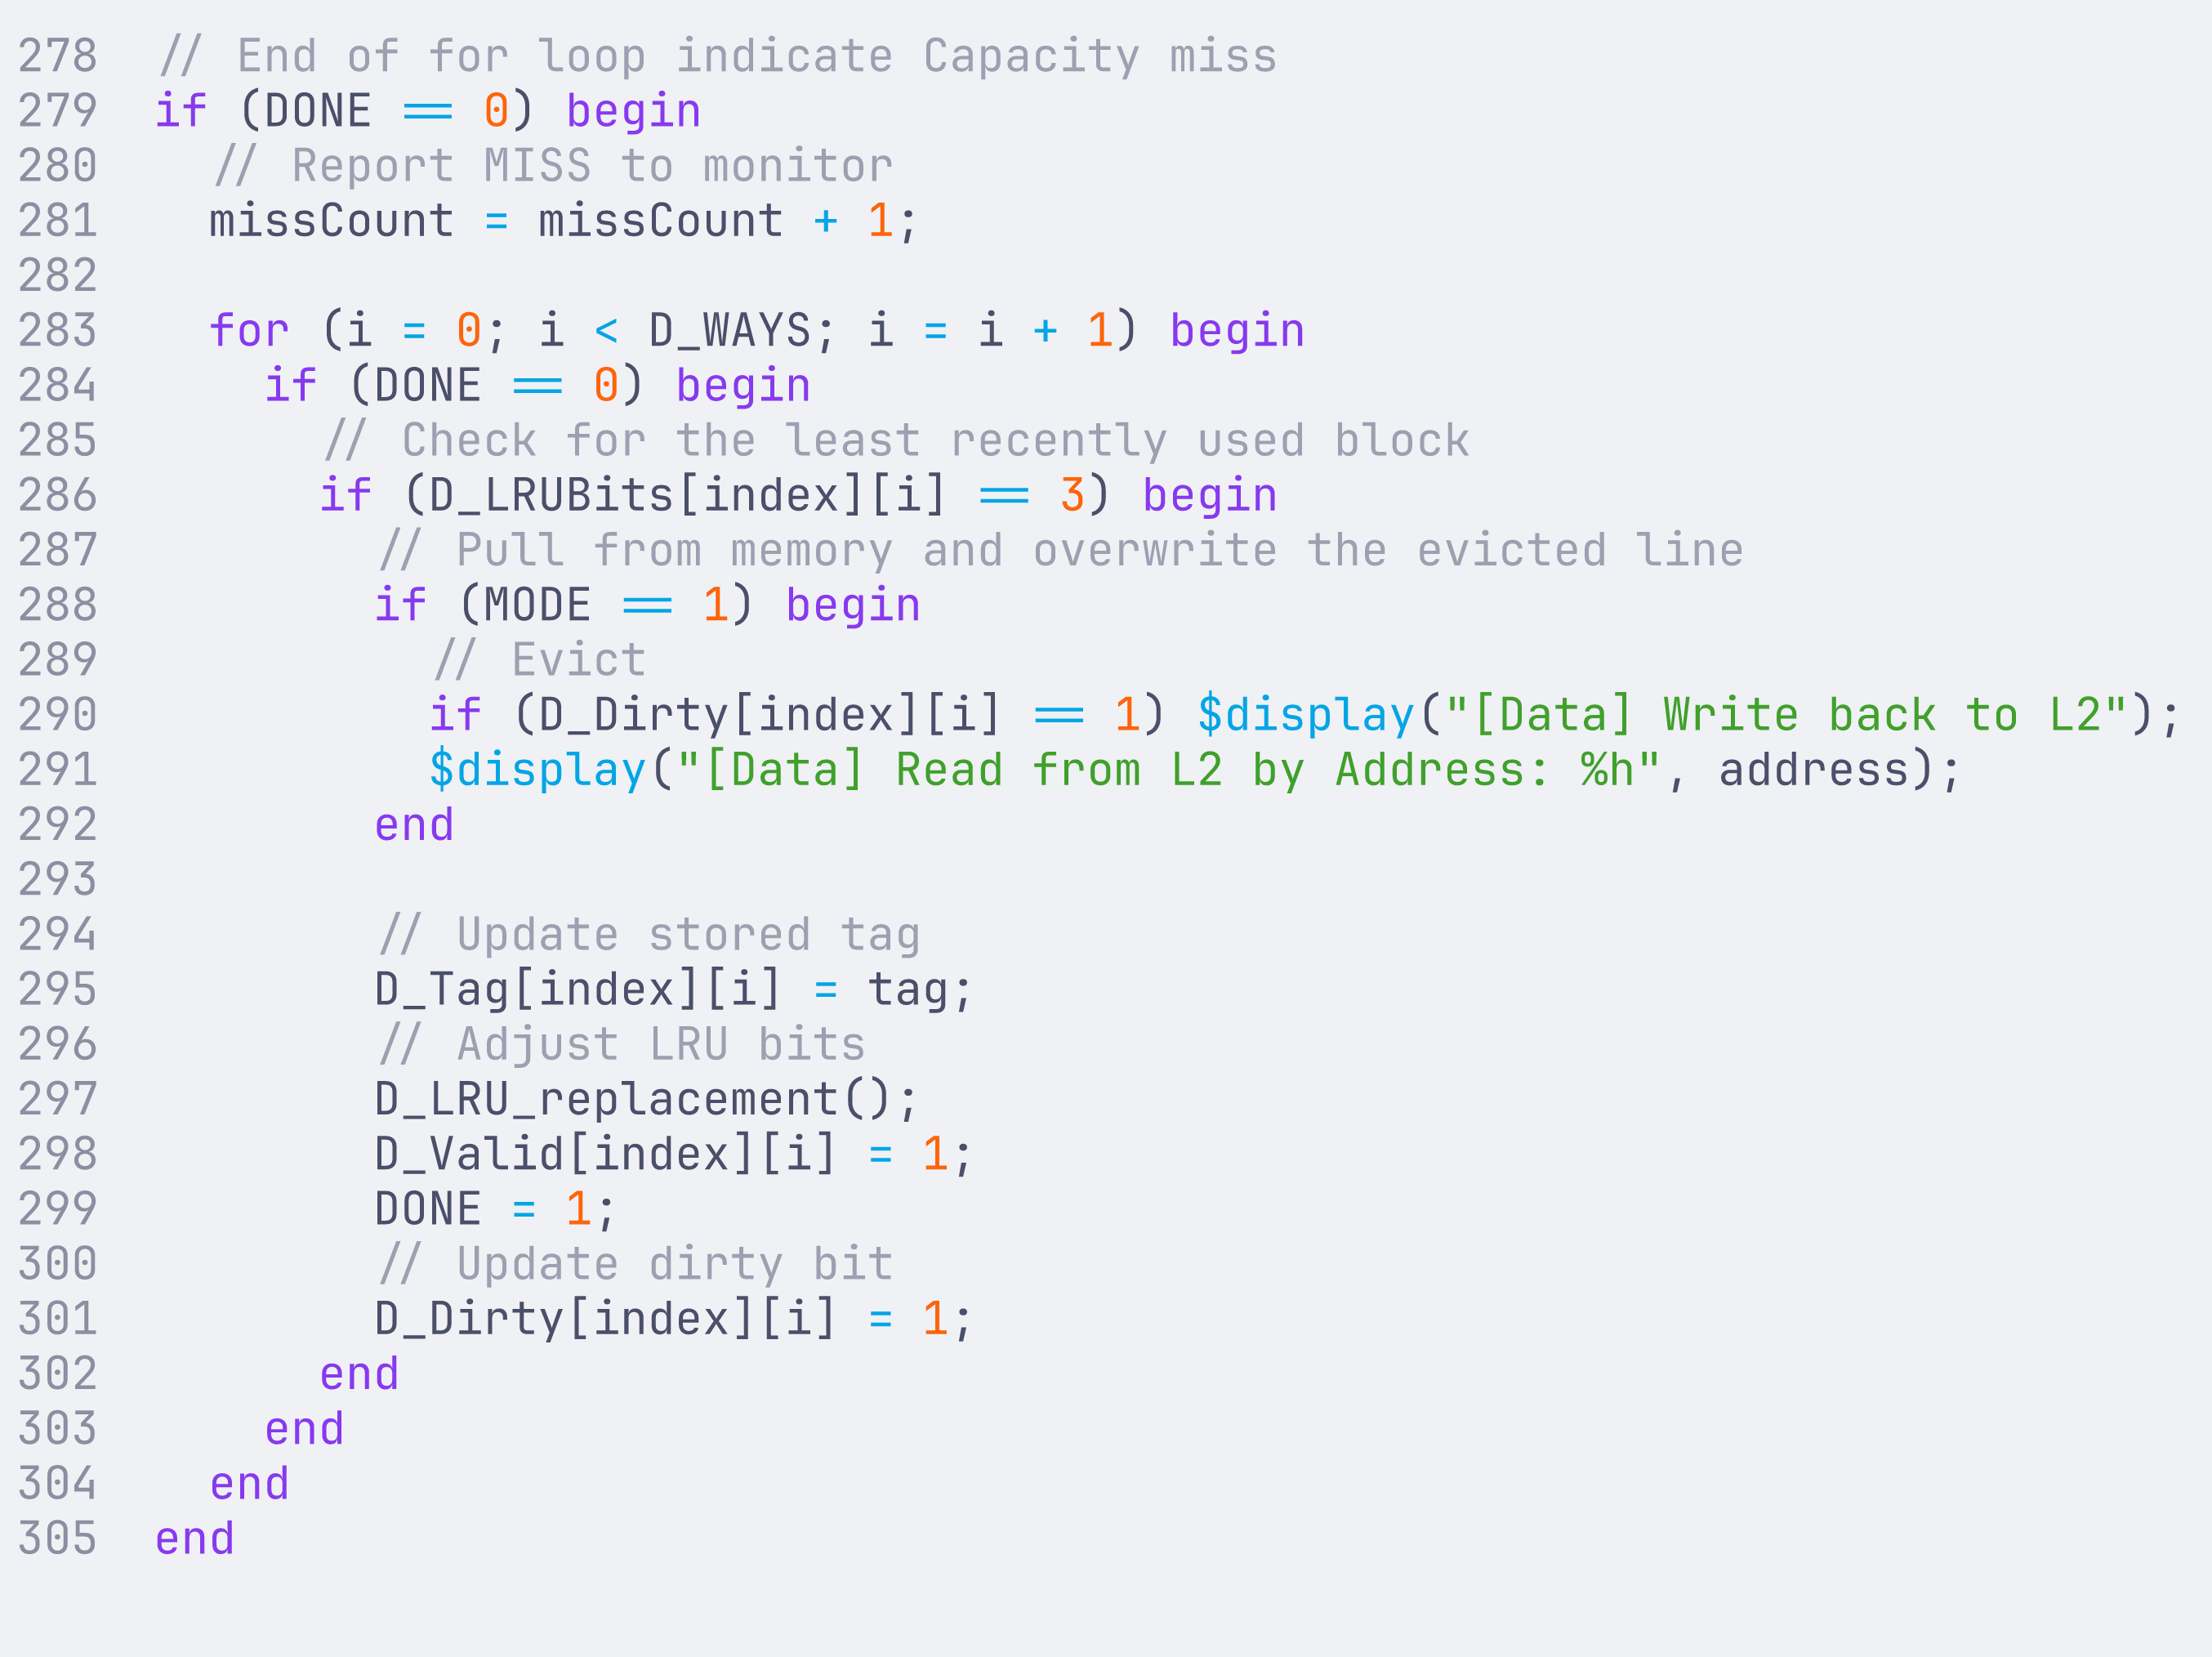 278 // End of for loop indicate Capacity miss
279 if (DONE == 0) begin
280 // Report MISS to monitor
281 missCount = missCount + 1;
282
283 for (i = 0; i < D_WAYS; i = i + 1) begin
284 if (DONE == 0) begin
285 // Check for the least recently used block
286 if (D_LRUBits[index][i] == 3) begin
287 // Pull from memory and overwrite the evicted line
288 if (MODE == 1) begin
289 // Evict
290 if (D_Dirty[index][i] == 1) $display("[Data] Write back to L2");
291 $display("[Data] Read from L2 by Address: %h", address);
292 end
293
294 // Update stored tag
295 D_Tag[index][i] = tag;
296 // Adjust LRU bits
297 D_LRU_replacement();
298 D_Valid[index][i] = 1;
299 DONE = 1;
300 // Update dirty bit
301 D_Dirty[index][i] = 1;
302 end
303 end
304 end
305 end